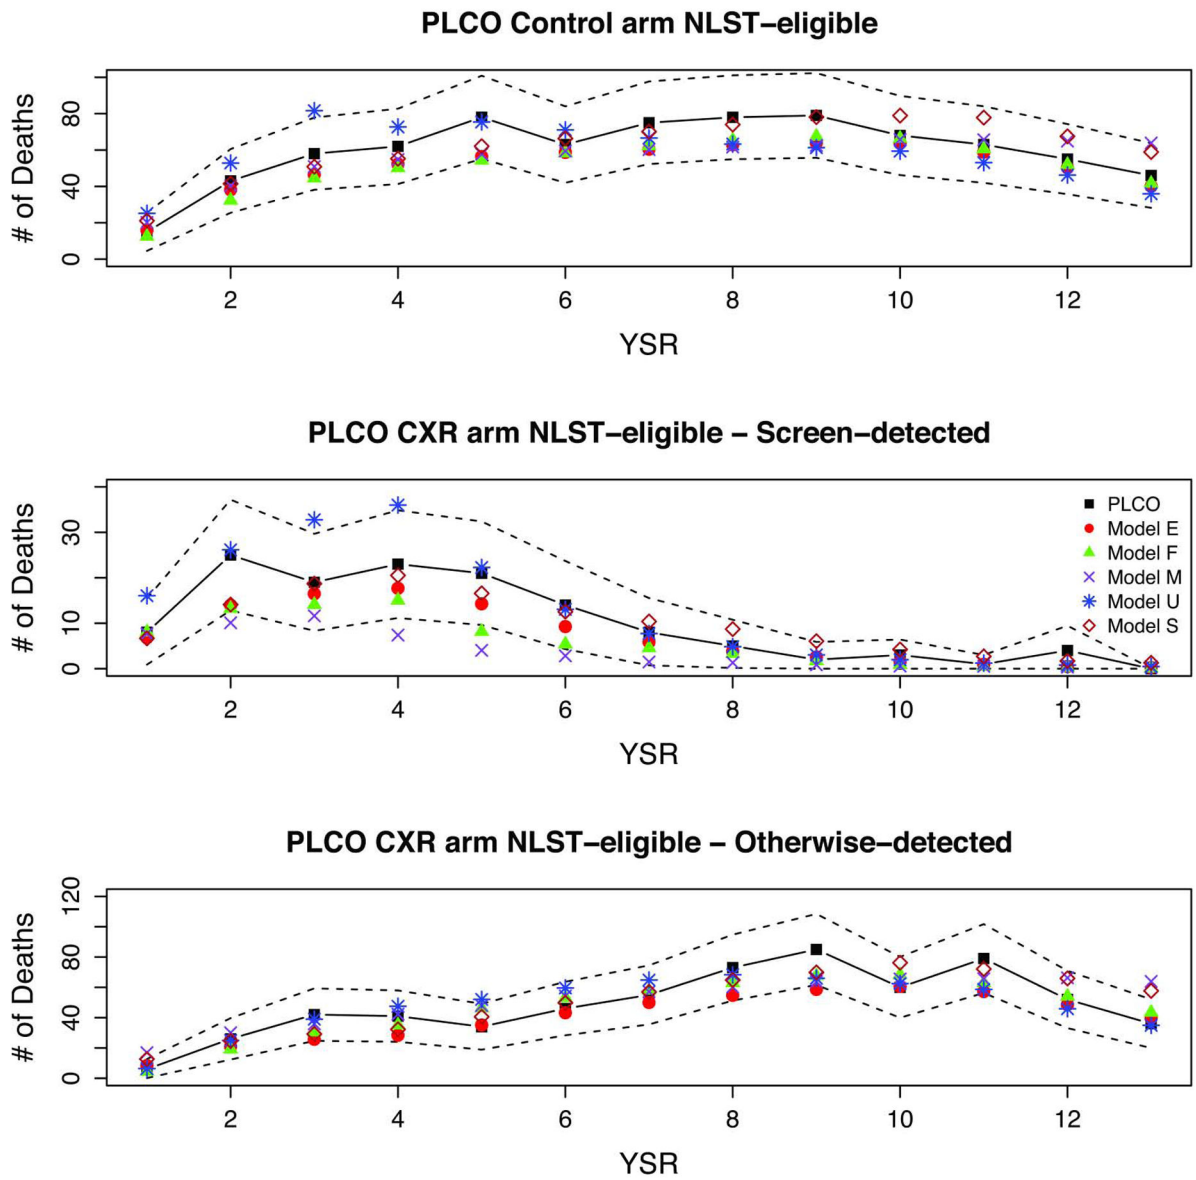 PLCO Control arm NLST–eligible
# of Deaths
80
40
0
2 4 6 8 10 12
YSR
PLCO CXR arm NLST–eligible – Screen–detected
# of Deaths
30
10
0
PLCO
Model E
Model F
Model M
Model U
Model S
2 4 6 8 10 12
YSR
PLCO CXR arm NLST–eligible – Otherwise–detected
# of Deaths
120
80
40
0
2 4 6 8 10 12
YSR